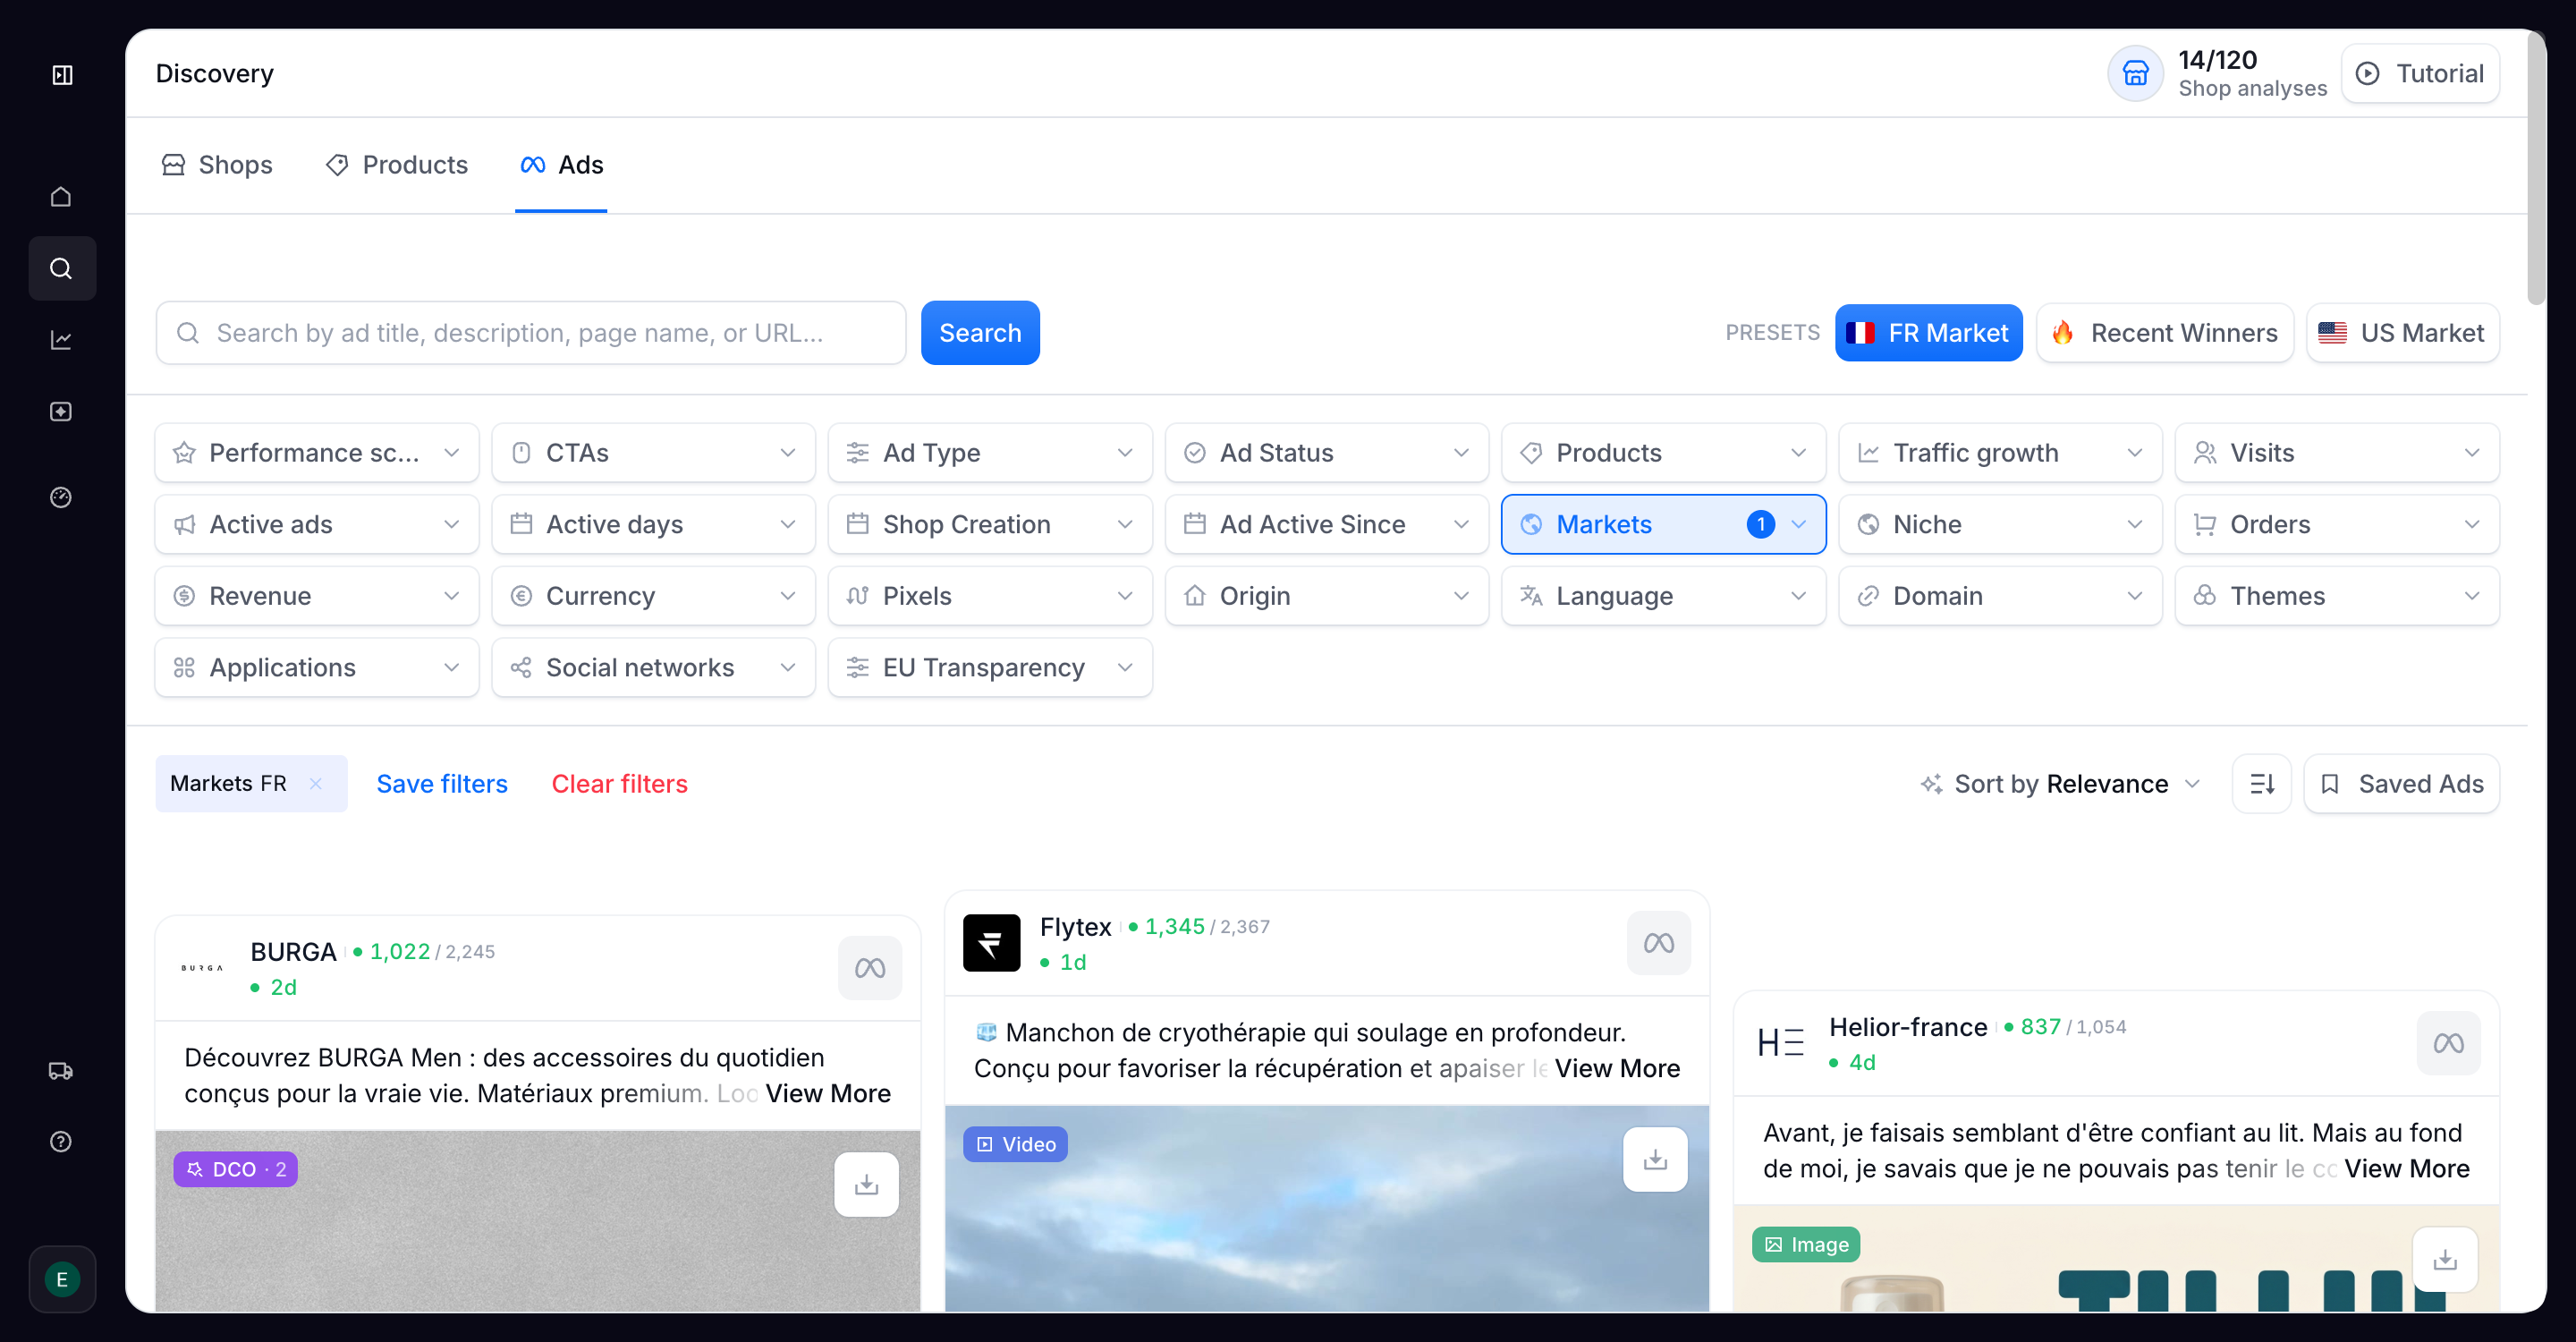 Discovery
14/120
Shop analyses
Tutorial
Shops
Products
Ads
Search by ad title, description, page name, or URL...
Search
PRESETS
FR Market
Recent Winners
US Market
Performance sc...
CTAs
Ad Type
Ad Status
Products
Traffic growth
Visits
Active ads
Active days
Shop Creation
Ad Active Since
Markets 1
Niche
Orders
Revenue
Currency
Pixels
Origin
Language
Domain
Themes
Applications
Social networks
EU Transparency
Markets FR
Save filters
Clear filters
Sort by Relevance
Saved Ads
BURGA
BURGA 1,022 / 2,245
2d
Découvrez BURGA Men : des accessoires du quotidien
conçus pour la vraie vie. Matériaux premium. Loo View More
DCO · 2
Flytex 1,345 / 2,367
1d
Manchon de cryothérapie qui soulage en profondeur.
Conçu pour favoriser la récupération et apaiser le View More
Video
Helior-france 837 / 1,054
4d
Avant, je faisais semblant d'être confiant au lit. Mais au fond
de moi, je savais que je ne pouvais pas tenir le co View More
Image
E